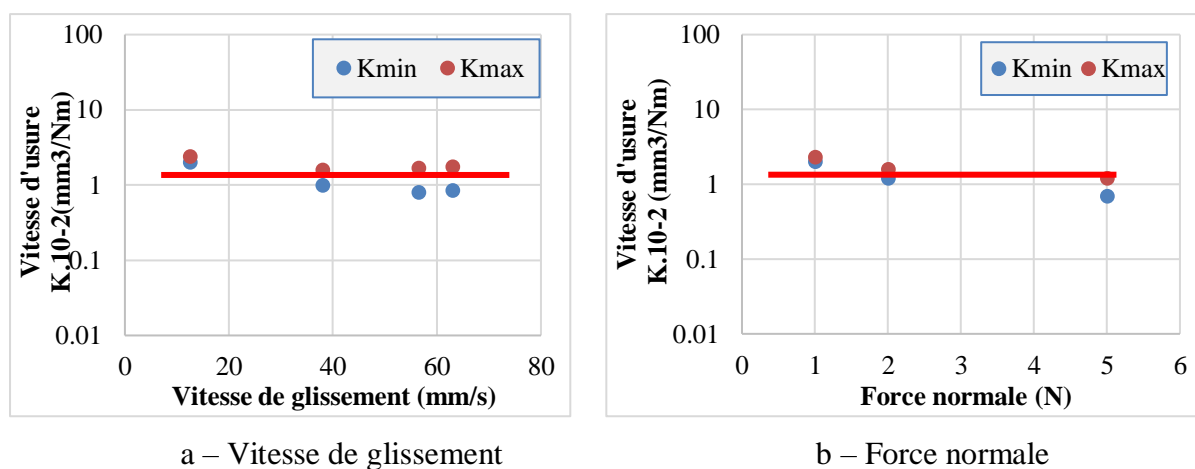 100
10
1
0.1
0.01
Vitesse d'usure
K.10-2(mm3/Nm)
Kmin Kmax
0 20 40 60 80
Vitesse de glissement (mm/s)
a – Vitesse de glissement
100
10
1
0.1
0.01
Vitesse d'usure
K.10-2 (mm3/Nm)
Kmin Kmax
0 1 2 3 4 5 6
Force normale (N)
b – Force normale